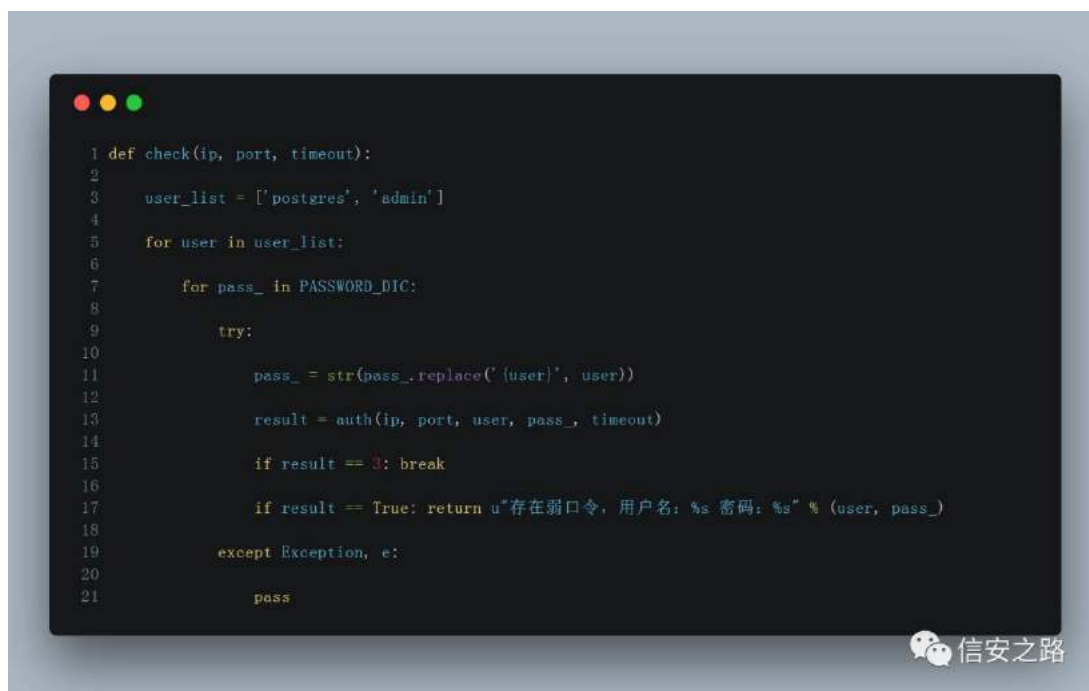 1 def check(ip, port, timeout):
2
3 user_list = ['postgres', 'admin']
4
5 for user in user_list:
6
7 for pass_ in PASSWORD_DIC:
8
9 try:
10
11 pass_ = str(pass_.replace('{user}', user))
12
13 result = auth(ip, port, user, pass_, timeout)
14
15 if result == 3: break
16
17 if result == True: return u"存在弱口令，用户名：%s 密码：%s" % (user, pass_)
18
19 except Exception, e:
20
21 pass
信安之路